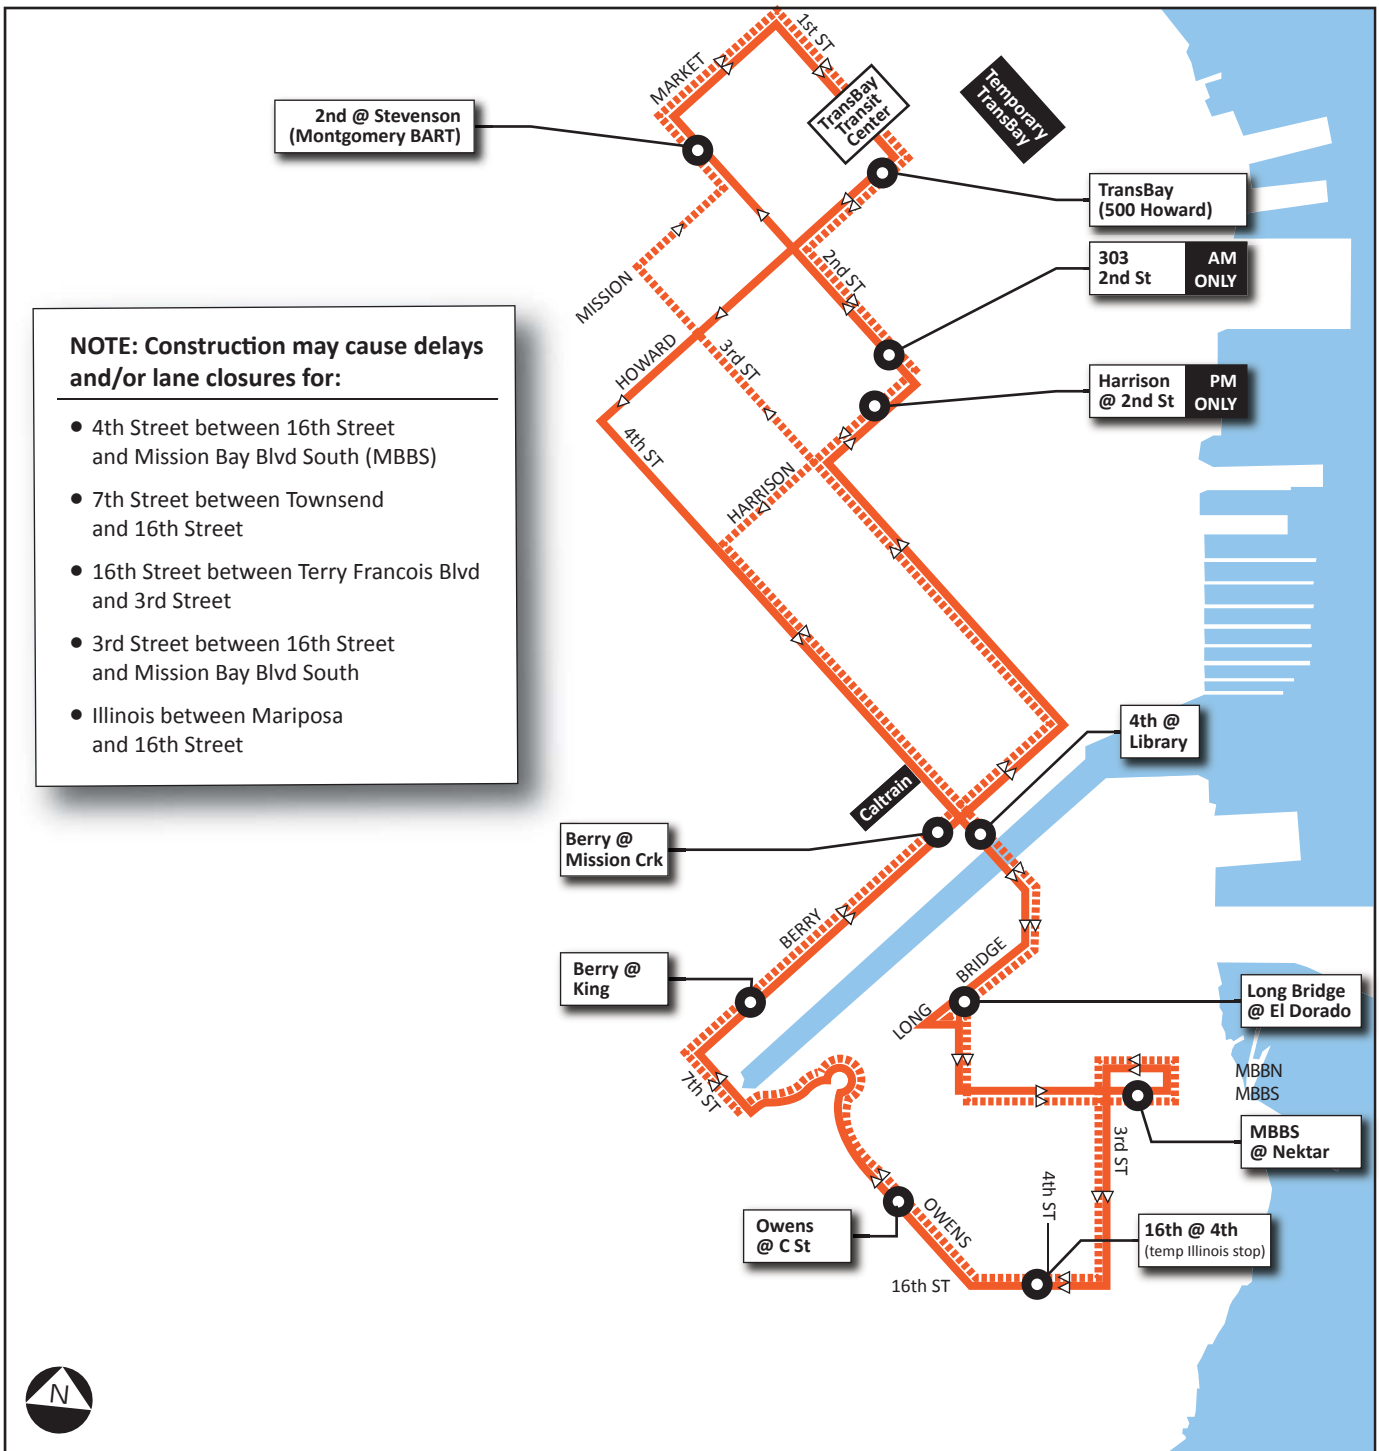 1st ST
MARKET
2nd @ Stevenson
(Montgomery BART)
TransBay
Transit
Center
Temporary
TransBay
TransBay
(500 Howard)
303
2nd St
AM
ONLY
2nd ST
MISSION
NOTE: Construction may cause delays
and/or lane closures for:
● 4th Street between 16th Street
and Mission Bay Blvd South (MBBS)
● 7th Street between Townsend
and 16th Street
● 16th Street between Terry Francois Blvd
and 3rd Street
● 3rd Street between 16th Street
and Mission Bay Blvd South
● Illinois between Mariposa
and 16th Street
HOWARD
3rd ST
Harrison
@ 2nd St
PM
ONLY
4th ST
HARRISON
4th @
Library
Caltrain
Berry @
Mission Crk
BERRY
BRIDGE
Berry @
King
LONG
Long Bridge
@ El Dorado
7th ST
MBBN
MBBS
MBBS
@ Nektar
3rd ST
4th ST
OWENS
Owens
@ C St
16th @ 4th
(temp Illinois stop)
16th ST
N